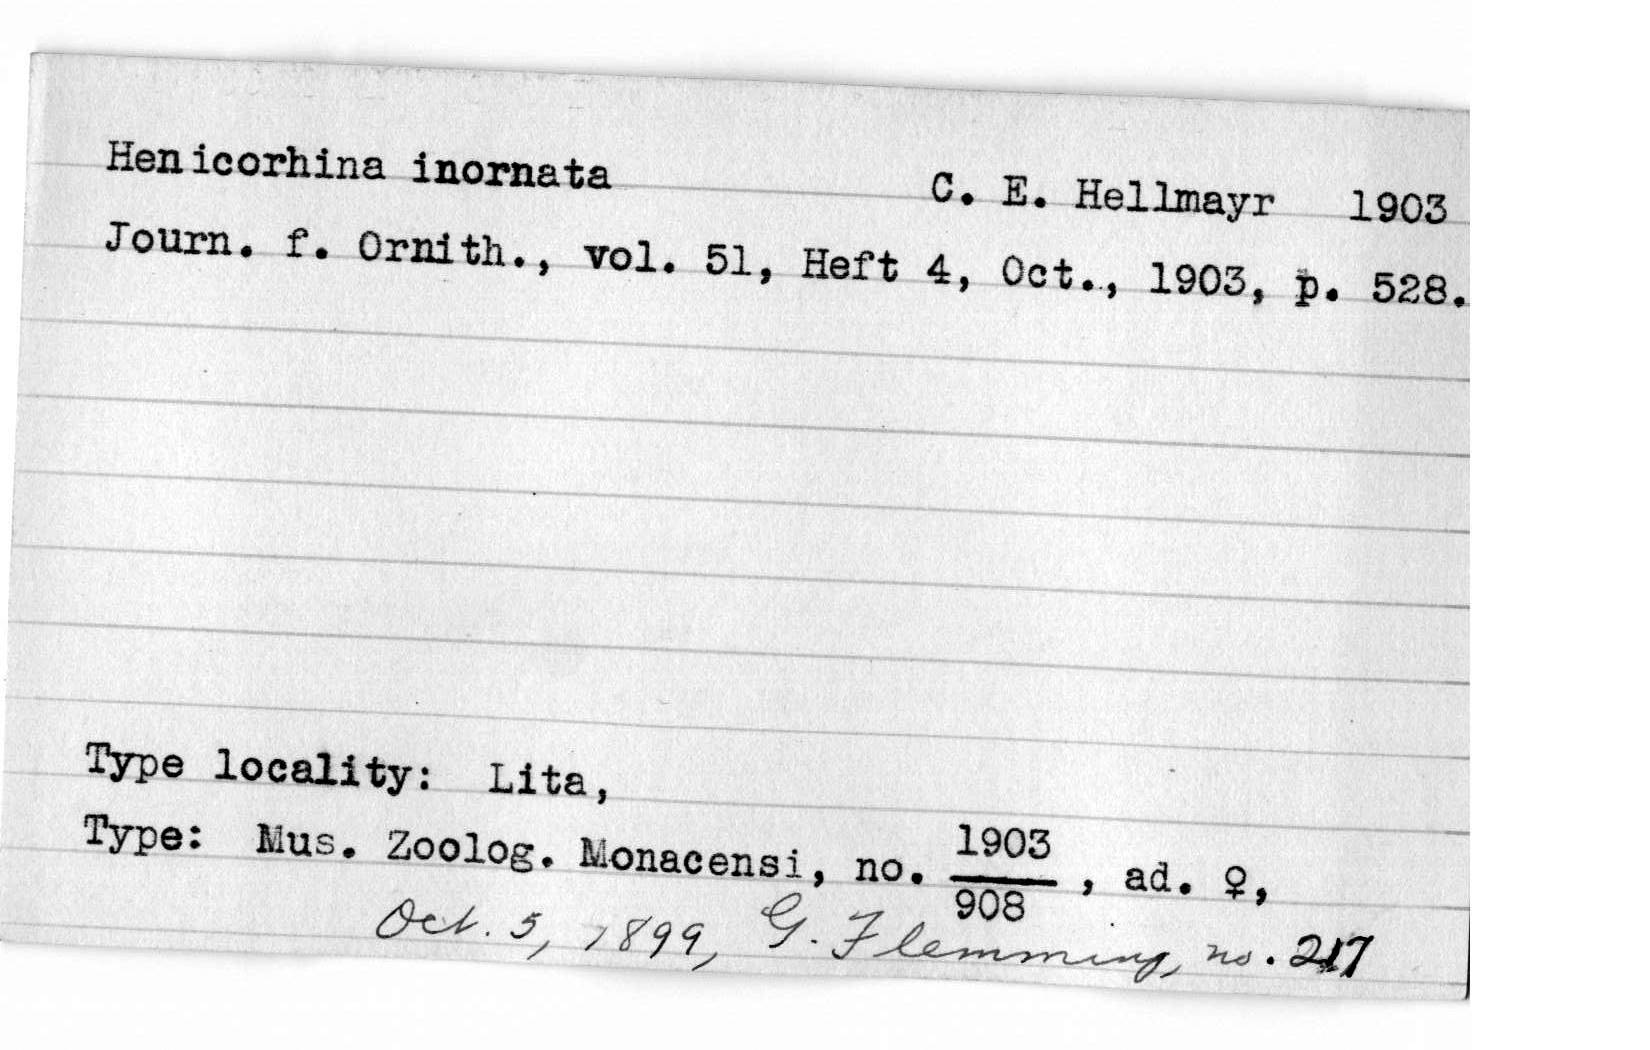 Henicorhina inornata C. E. Hellmayr 1903
Journ. f. Ornith., vol. 51, Heft 4, Oct., 1903, p. 528.
Type locality: Lita,
Type: Mus. Zoolog. Monacensi, no. 1903/908, ad. ♀,
Oct. 5, 1899, G. Flemming, no. 217